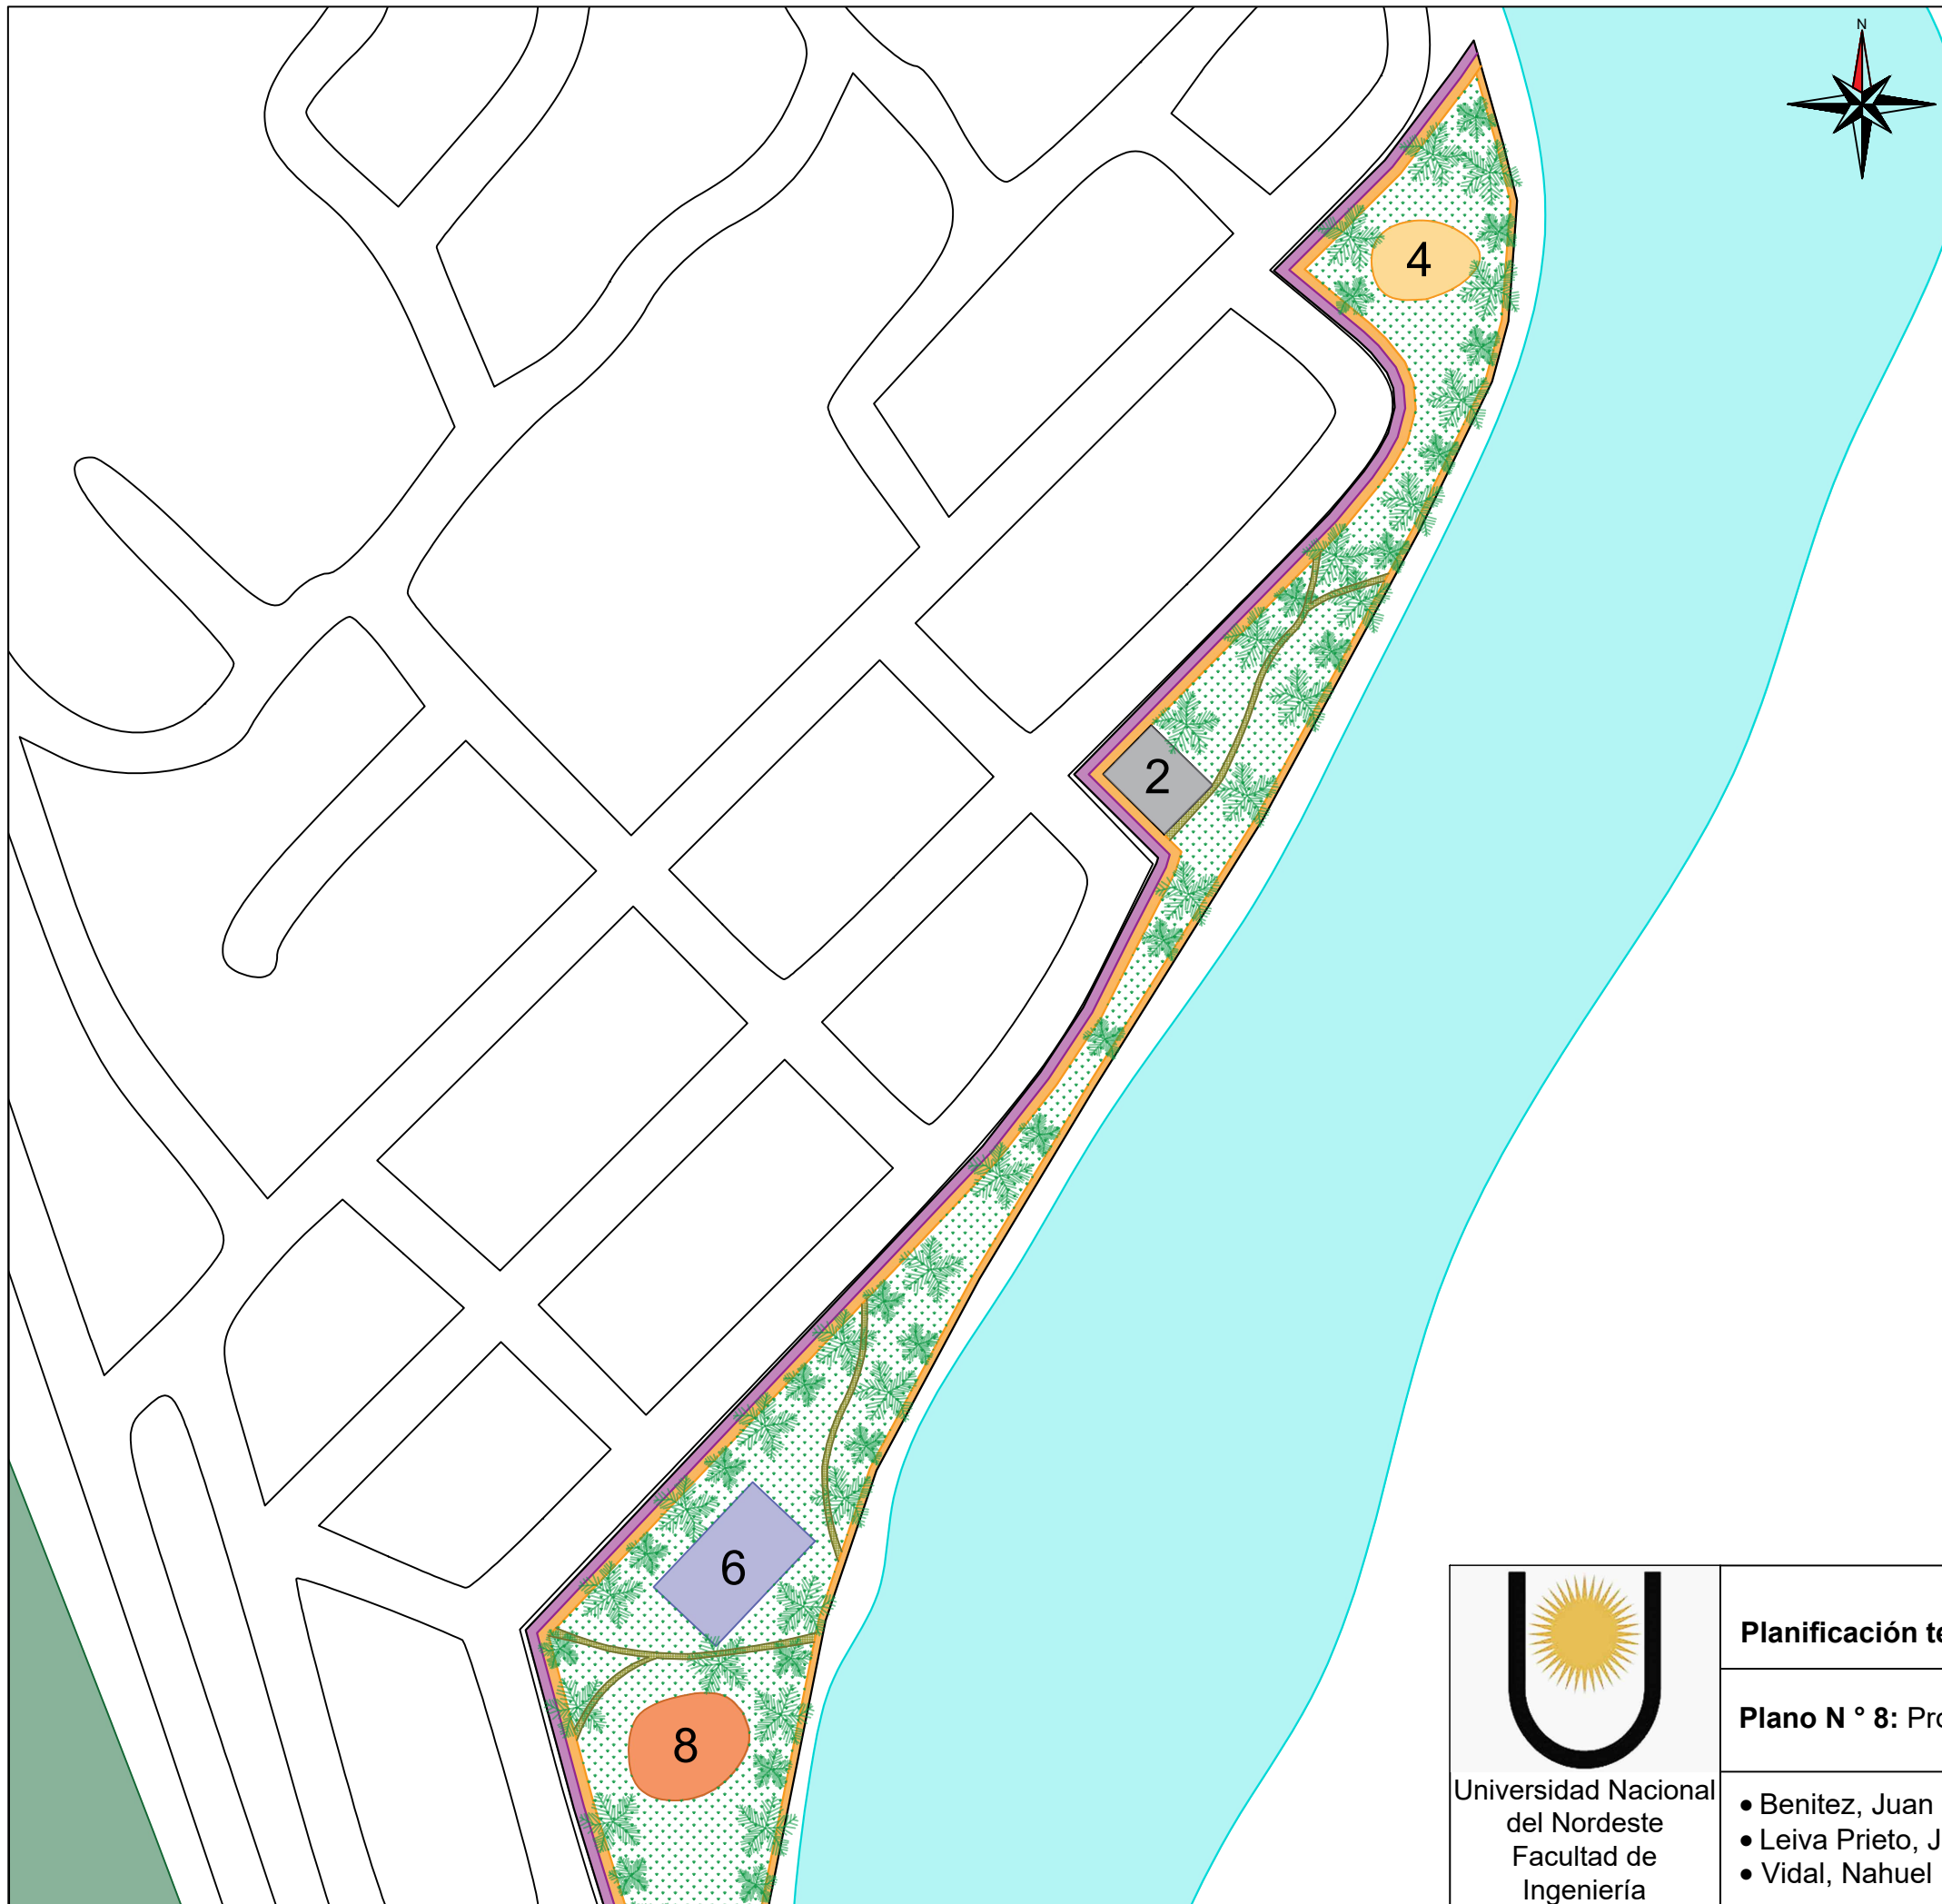 N
4
2
6
8
Universidad Nacional
del Nordeste
Facultad de
Ingeniería
Planificación te
Plano N ° 8: Pro
• Benitez, Juan
• Leiva Prieto, J
• Vidal, Nahuel